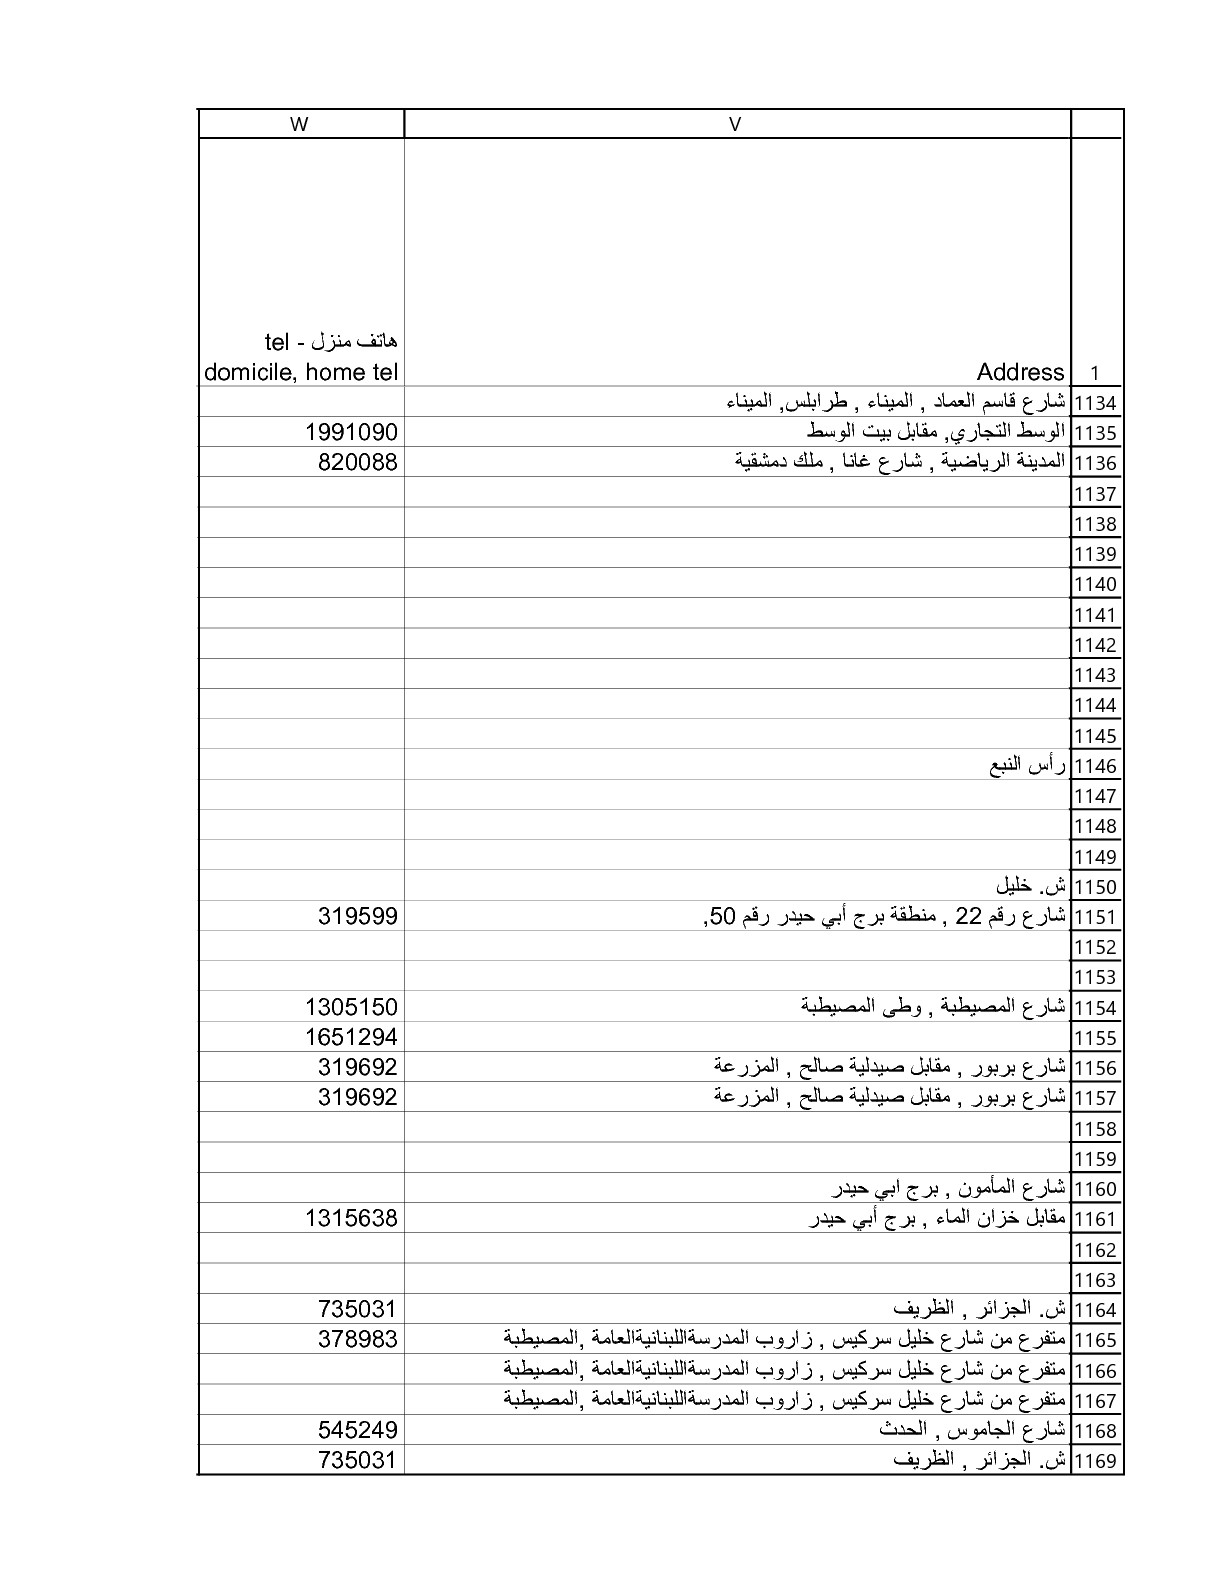 V W
Address
هاتف منزل - tel
domicile, home tel
1
1134 شارع قاسم العماد , الميناء , طرابلس, الميناء
1135 الوسط التجاري, مقابل بيت الوسط 1991090
1136 المدينة الرياضية , شارع غانا , ملك دمشقية 820088
1137
1138
1139
1140
1141
1142
1143
1144
1145
1146 رأس النبع
1147
1148
1149
1150 ش. خليل
1151 شارع رقم 22 , منطقة برج أبي حيدر رقم 50, 319599
1152
1153
1154 شارع المصيطبة , وطى المصيطبة 1305150
1155 1651294
1156 شارع بربور , مقابل صيدلية صالح , المزرعة 319692
1157 شارع بربور , مقابل صيدلية صالح , المزرعة 319692
1158
1159
1160 شارع المأمون , برج ابي حيدر
1161 مقابل خزان الماء , برج أبي حيدر 1315638
1162
1163
1164 ش. الجزائر , الظريف 735031
1165 متفرع من شارع خليل سركيس , زاروب المدرسةاللبنانيةالعامة ,المصيطبة 378983
1166 متفرع من شارع خليل سركيس , زاروب المدرسةاللبنانيةالعامة ,المصيطبة
1167 متفرع من شارع خليل سركيس , زاروب المدرسةاللبنانيةالعامة ,المصيطبة
1168 شارع الجاموس , الحدث 545249
1169 ش. الجزائر , الظريف 735031